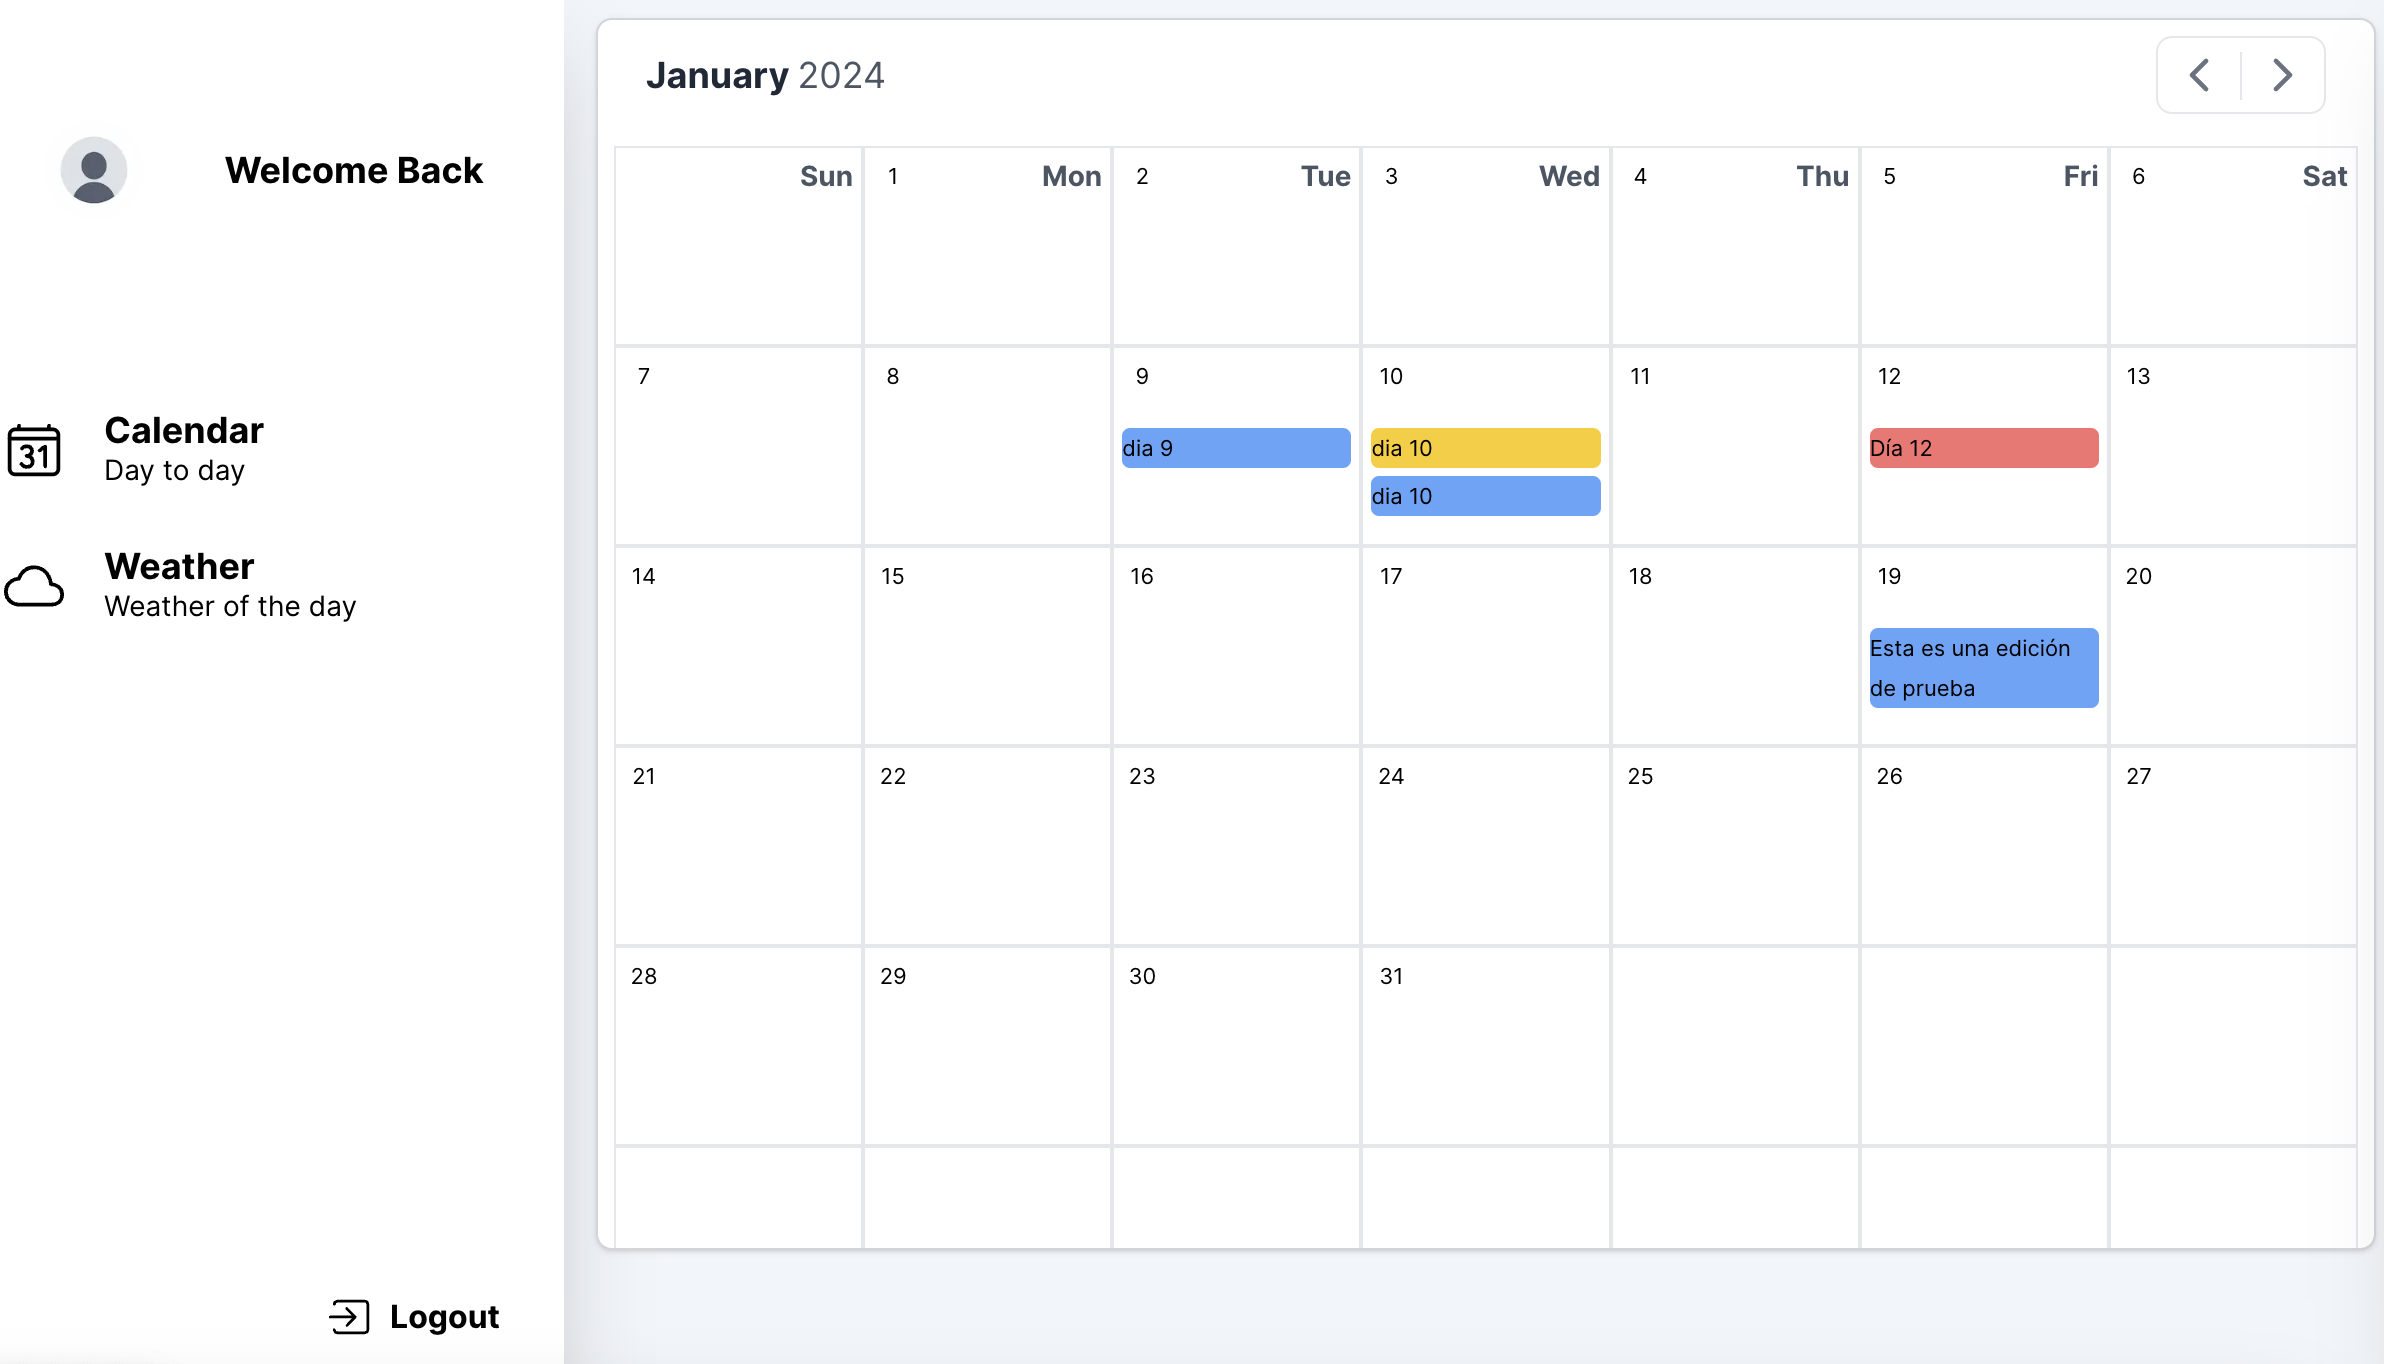 Welcome Back
31
Calendar
Day to day
Weather
Weather of the day
Logout
January 2024
Sun 1 Mon 2 Tue 3 Wed 4 Thu 5 Fri 6 Sat
7 8 9 10 11 12 13
dia 9 dia 10 Día 12
dia 10
14 15 16 17 18 19 20
Esta es una edición
de prueba
21 22 23 24 25 26 27
28 29 30 31